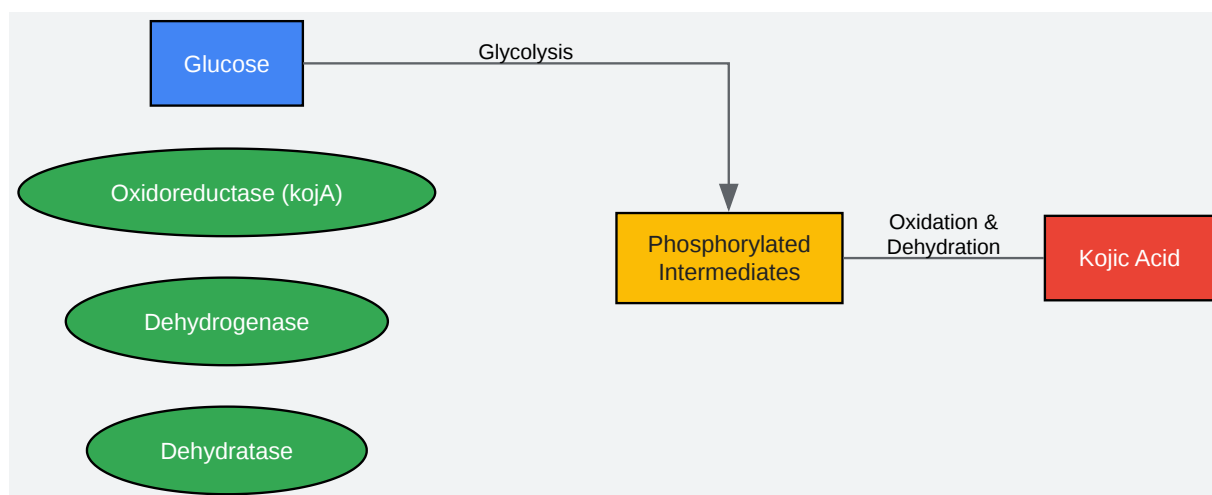 Glucose
Glycolysis
Oxidoreductase (kojA)
Phosphorylated
Intermediates
Oxidation &
Dehydration
Kojic Acid
Dehydrogenase
Dehydratase